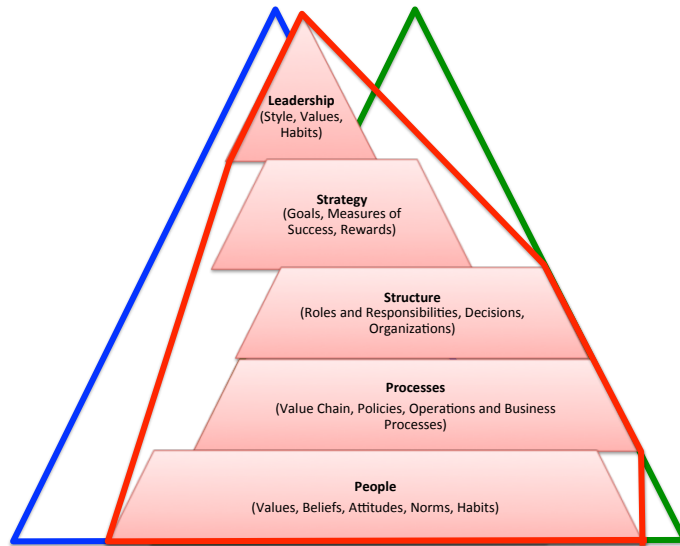 Leadership
(Style, Values,
Habits)
Strategy
(Goals, Measures of
Success, Rewards)
Structure
(Roles and Responsibilities, Decisions,
Organizations)
Processes
(Value Chain, Policies, Operations and Business
Processes)
People
(Values, Beliefs, Attitudes, Norms, Habits)